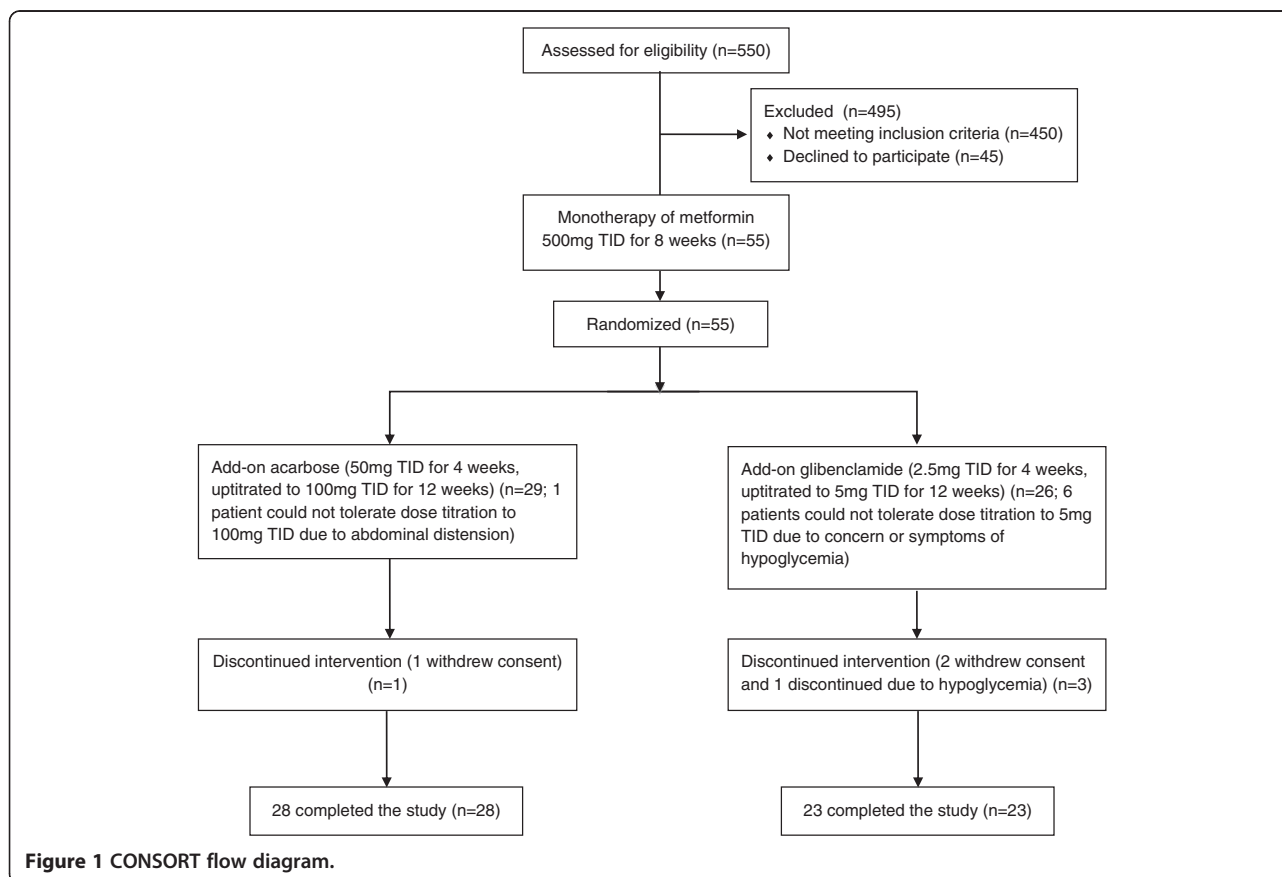 Assessed for eligibility (n=550)
Excluded (n=495)
♦ Not meeting inclusion criteria (n=450)
♦ Declined to participate (n=45)
Monotherapy of metformin
500mg TID for 8 weeks (n=55)
Randomized (n=55)
Add-on acarbose (50mg TID for 4 weeks,
uptitrated to 100mg TID for 12 weeks) (n=29; 1
patient could not tolerate dose titration to
100mg TID due to abdominal distension)
Add-on glibenclamide (2.5mg TID for 4 weeks,
uptitrated to 5mg TID for 12 weeks) (n=26; 6
patients could not tolerate dose titration to 5mg
TID due to concern or symptoms of
hypoglycemia)
Discontinued intervention (1 withdrew consent)
(n=1)
Discontinued intervention (2 withdrew consent
and 1 discontinued due to hypoglycemia) (n=3)
28 completed the study (n=28)
23 completed the study (n=23)
Figure 1 CONSORT flow diagram.